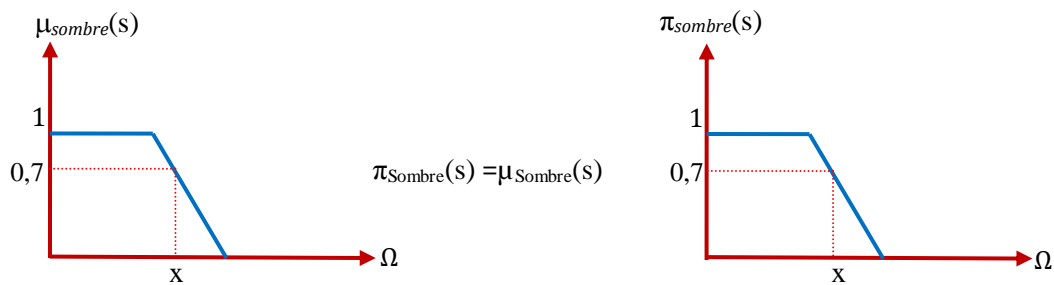 μsombre(s)
1
0,7
x
Ω
πSombre(s) =μSombre(s)
πsombre(s)
1
0,7
x
Ω